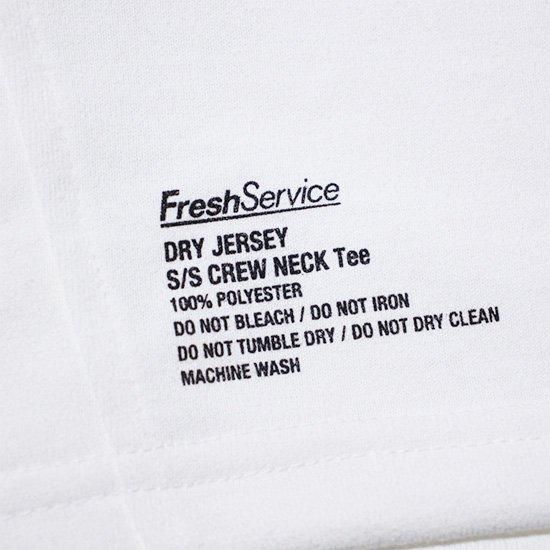 FreshService
DRY JERSEY
S/S CREW NECK Tee
100% POLYESTER
DO NOT BLEACH / DO NOT IRON
DO NOT TUMBLE DRY / DO NOT DRY CLEAN
MACHINE WASH